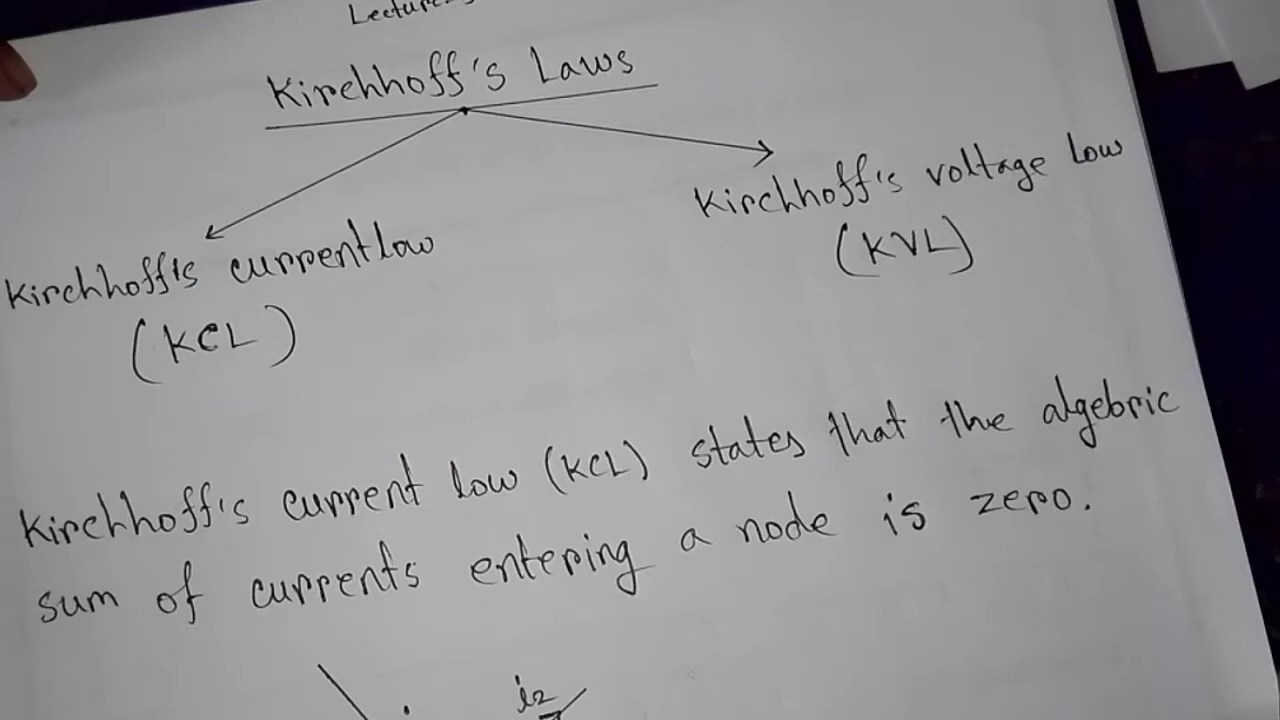 Lecture
Kirchhoff's Laws
Kirchhoff's voltage low
(KVL)
Kirchhoff's current low
(KCL)
Kirchhoff's current low (KCL) states that the algebric
sum of currents entering a node is zero.
i2